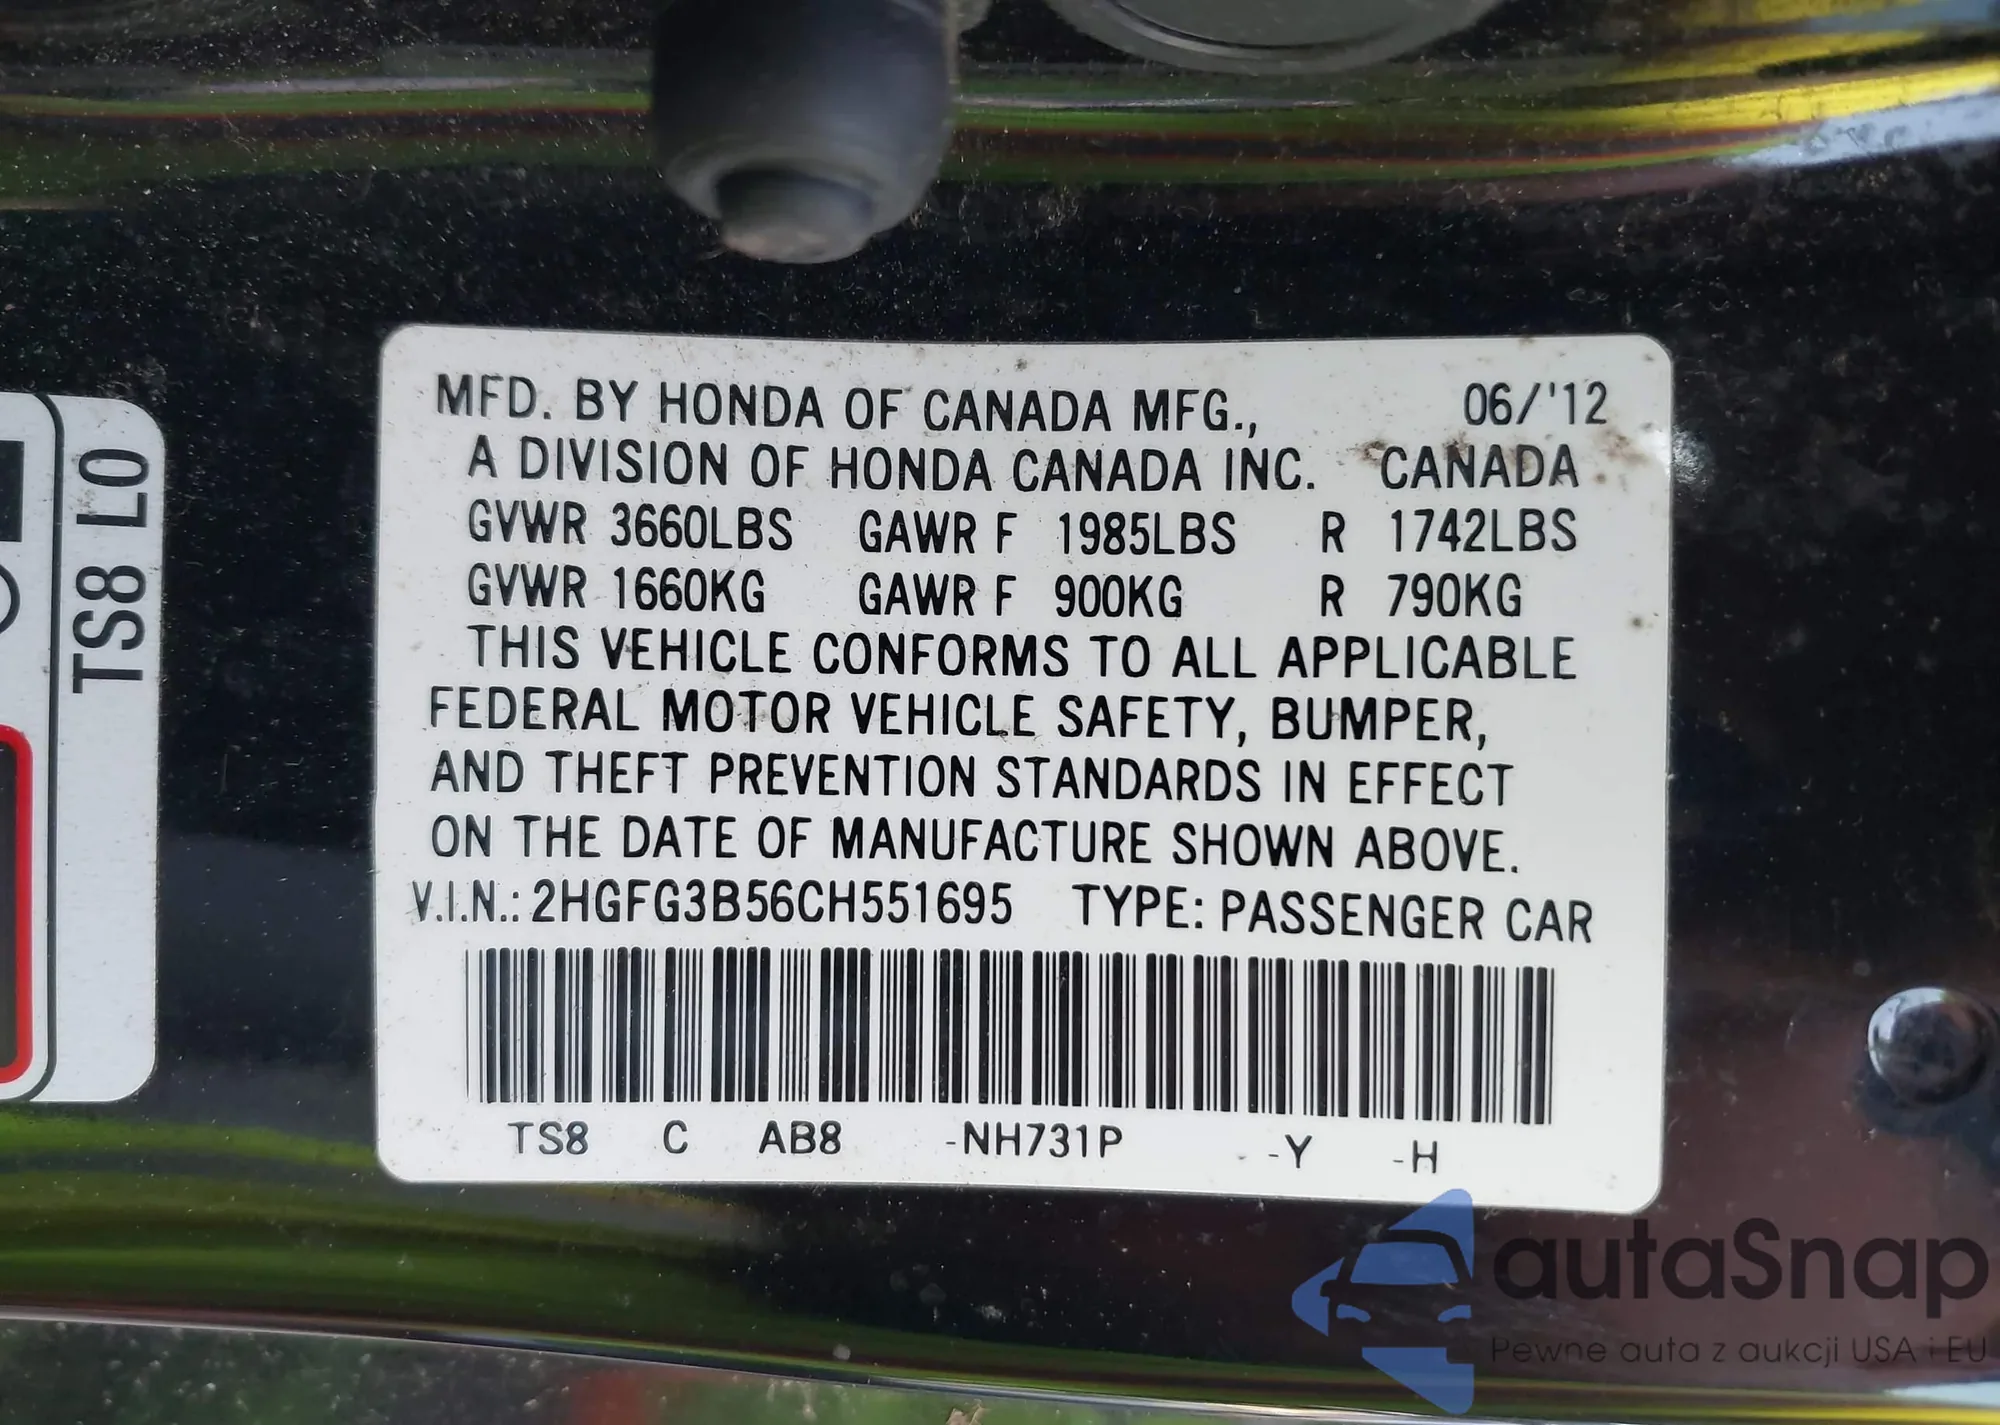 MFD. BY HONDA OF CANADA MFG., 06/'12
A DIVISION OF HONDA CANADA INC. CANADA
GVWR 3660LBS GAWR F 1985LBS R 1742LBS
GVWR 1660KG GAWR F 900KG R 790KG
THIS VEHICLE CONFORMS TO ALL APPLICABLE
FEDERAL MOTOR VEHICLE SAFETY, BUMPER,
AND THEFT PREVENTION STANDARDS IN EFFECT
ON THE DATE OF MANUFACTURE SHOWN ABOVE.
V.I.N.: 2HGFG3B56CH551695 TYPE: PASSENGER CAR
TS8 C AB8 -NH731P -Y -H
TS8 L0
autaSnap
Pewne auta z aukcji USA i EU